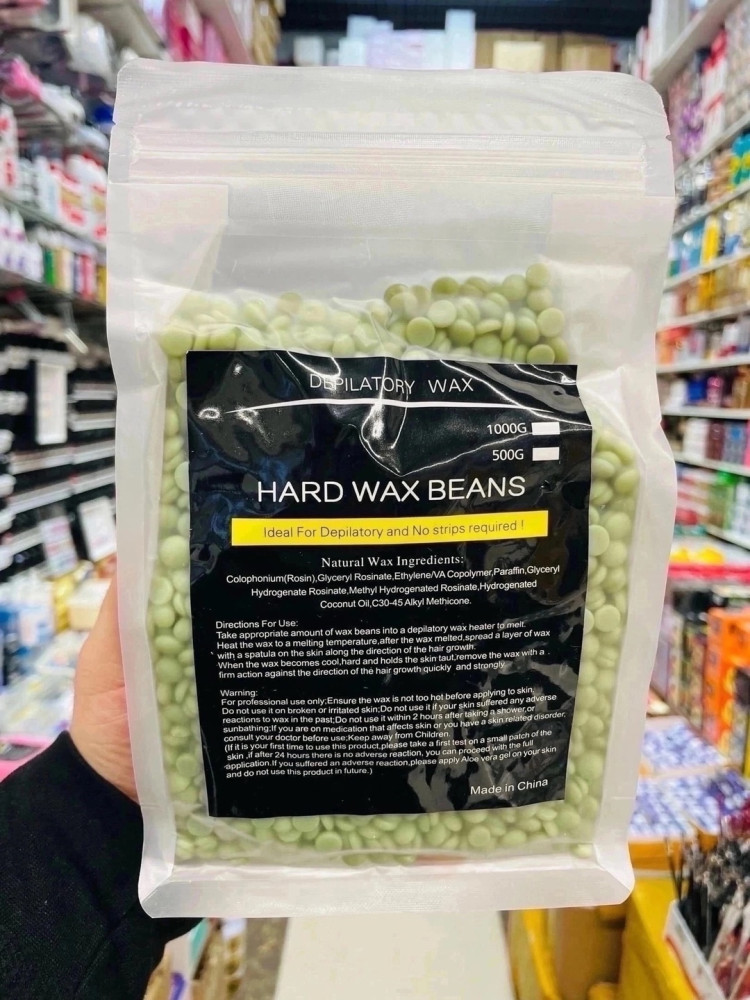 DEPILATORY WAX
1000G
500G
HARD WAX BEANS
Ideal For Depilatory and No strips required !
Natural Wax Ingredients:
Colophonium(Rosin),Glyceryl Rosinate,Ethylene/VA Copolymer,Paraffin,Glyceryl
Hydrogenate Rosinate,Methyl Hydrogenated Rosinate,Hydrogenated
Coconut Oil,C30-45 Alkyl Methicone.
Directions For Use:
Take appropriate amount of wax beans into a depilatory wax heater to melt.
Heat the wax to a melting temperature,after the wax melted,spread a layer of wax
with a spatula on the skin along the direction of the hair growth.
When the wax becomes cool,hard and holds the skin taut,remove the wax with a
firm action against the direction of the hair growth quickly and strongly.
Warning:
For professional use only;Ensure the wax is not too hot before applying to skin,
Do not use it on broken or irritated skin;Do not use it if your skin suffered any adverse
reactions to wax in the past;Do not use it within 2 hours after taking a shower,or
sunbathing;If you are on medication that affects skin or you have a skin related disorder,
consult your doctor before use;Keep away from Children.
(If it is your first time to use this product,please take a first test on a small patch of the
skin ,if after 24 hours there is no adverse reaction, you can proceed with the full
application.If you suffered an adverse reaction,please apply Aloe vera gel on your skin
and do not use this product in future.)
Made in China